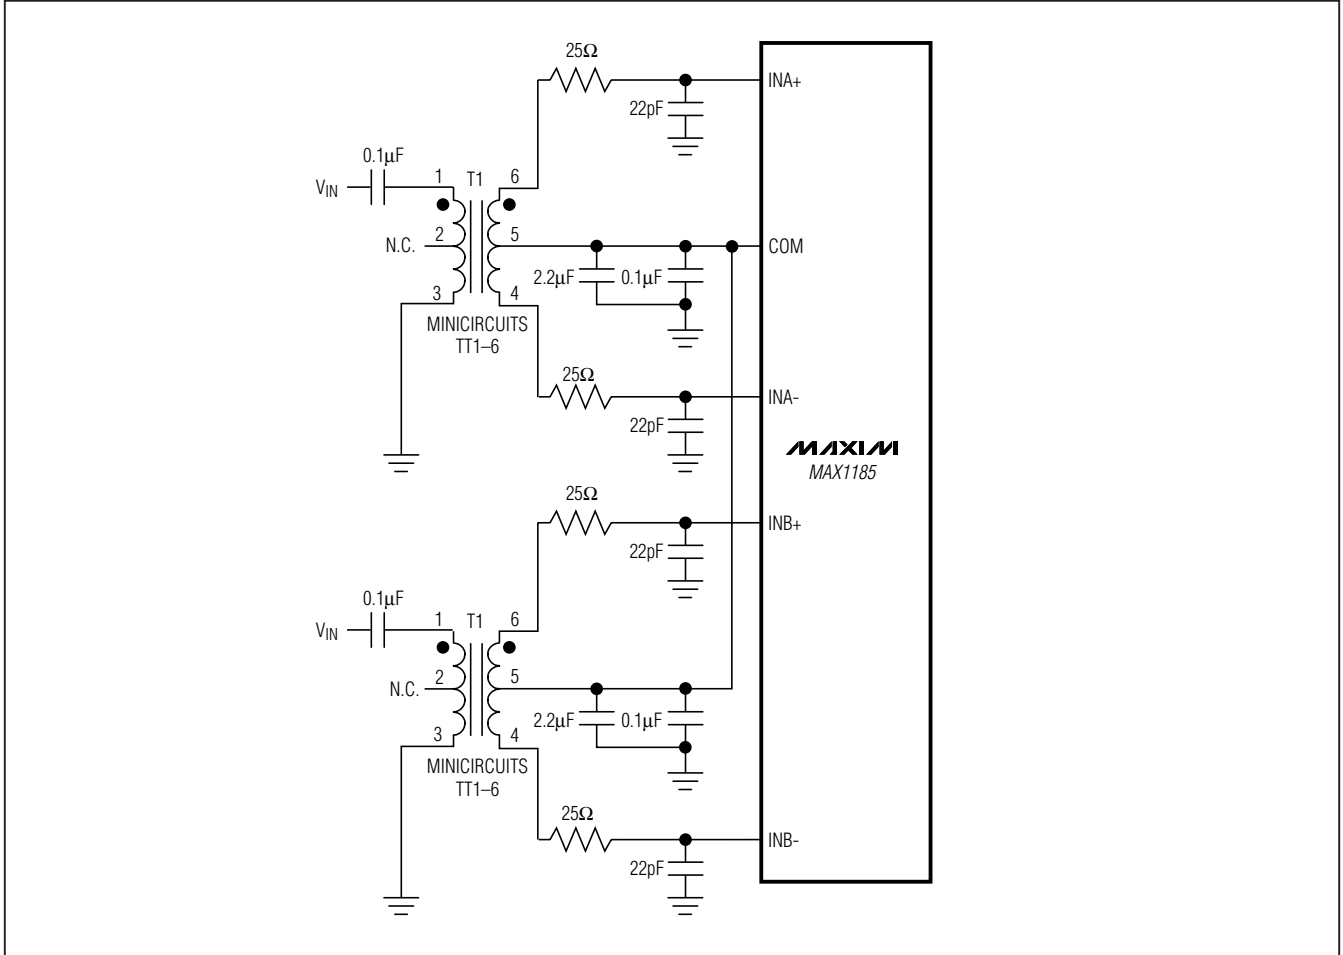 25Ω
INA+
22pF
0.1μF
1 T1 6
VIN
N.C. 2 5 COM
2.2μF 0.1μF
3 4
MINICIRCUITS
TT1–6
25Ω
INA-
22pF
MAXIM
MAX1185
25Ω
INB+
22pF
0.1μF
1 T1 6
VIN
N.C. 2 5
2.2μF 0.1μF
3 4
MINICIRCUITS
TT1–6
25Ω
INB-
22pF